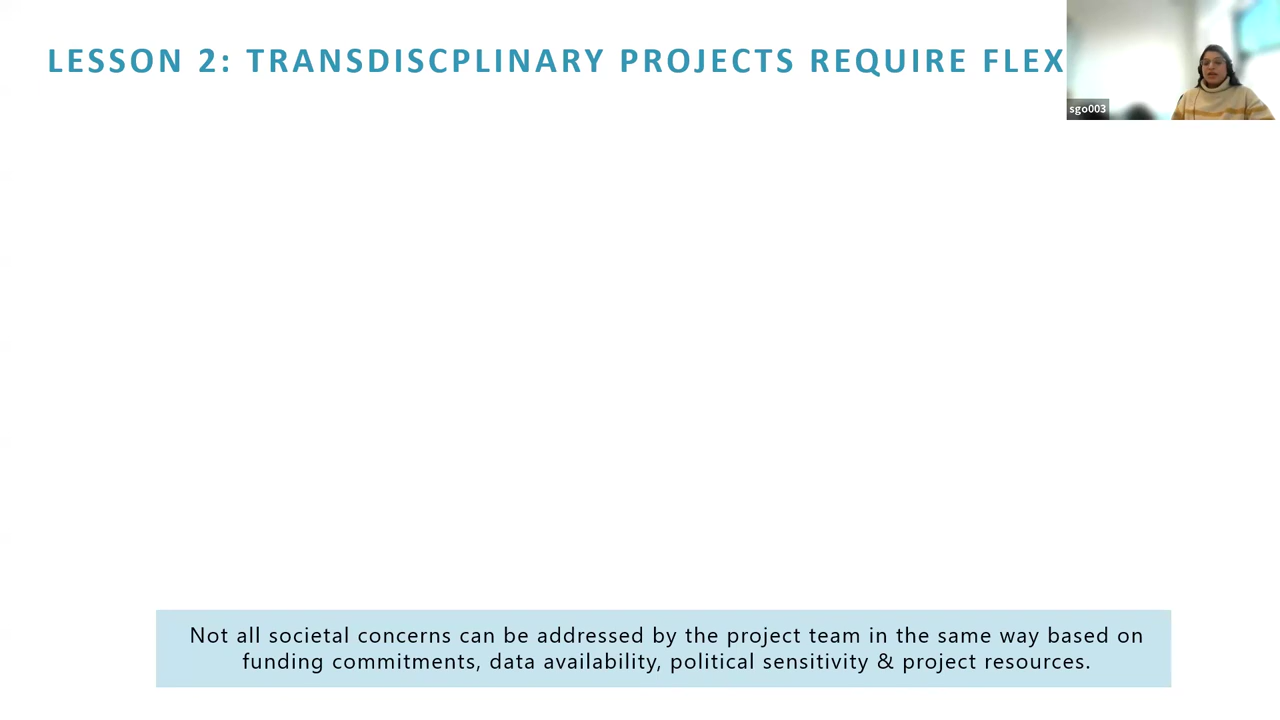 LESSON 2: TRANSDISCPLINARY PROJECTS REQUIRE FLEX
sgo003
Not all societal concerns can be addressed by the project team in the same way based on
funding commitments, data availability, political sensitivity & project resources.